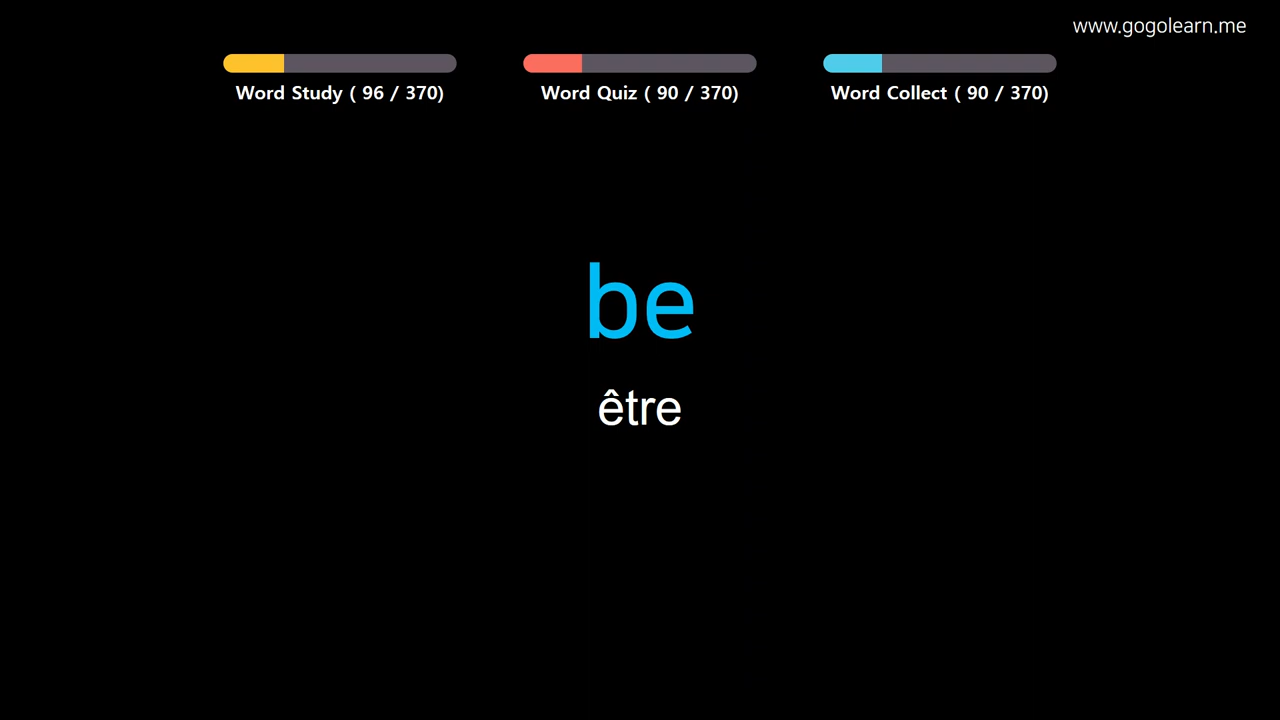 www.gogolearn.me
Word Study ( 96 / 370)
Word Quiz ( 90 / 370)
Word Collect ( 90 / 370)
be
être